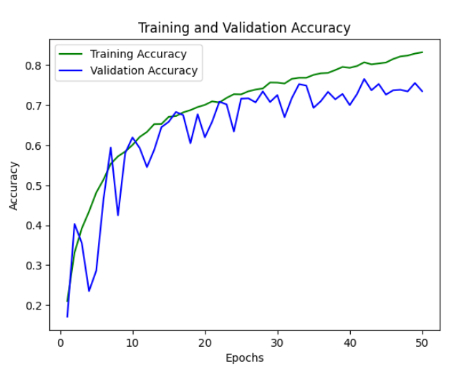 Training and Validation Accuracy
Training Accuracy
Validation Accuracy
0.8
0.7
0.6
0.5
0.4
0.3
0.2
Accuracy
0 10 20 30 40 50
Epochs